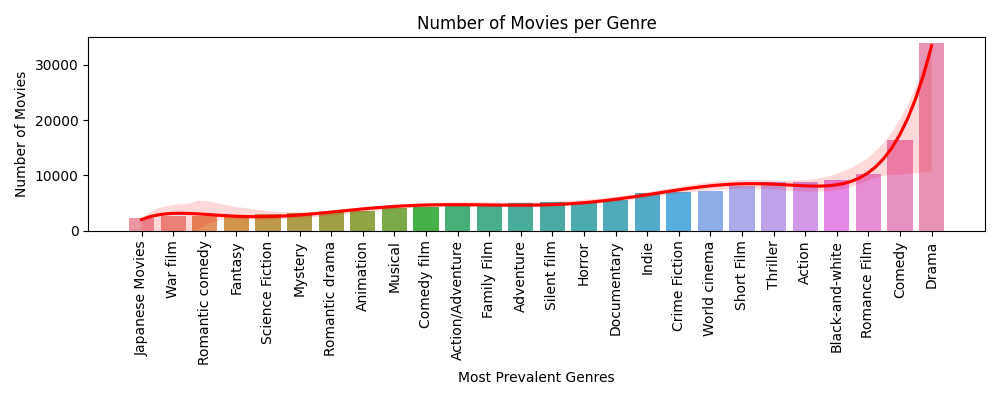 Number of Movies per Genre
Number of Movies
30000
20000
10000
0
Japanese Movies
War film
Romantic comedy
Fantasy
Science Fiction
Mystery
Romantic drama
Animation
Musical
Comedy film
Action/Adventure
Family Film
Adventure
Silent film
Horror
Documentary
Indie
Crime Fiction
World cinema
Short Film
Thriller
Action
Black-and-white
Romance Film
Comedy
Drama
Most Prevalent Genres